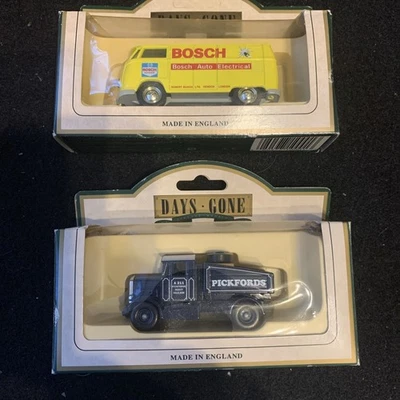 DAYS · GONE
BOSCH
Bosch Auto Electrical
MADE IN ENGLAND
DAYS · GONE
PICKFORDS
MADE IN ENGLAND